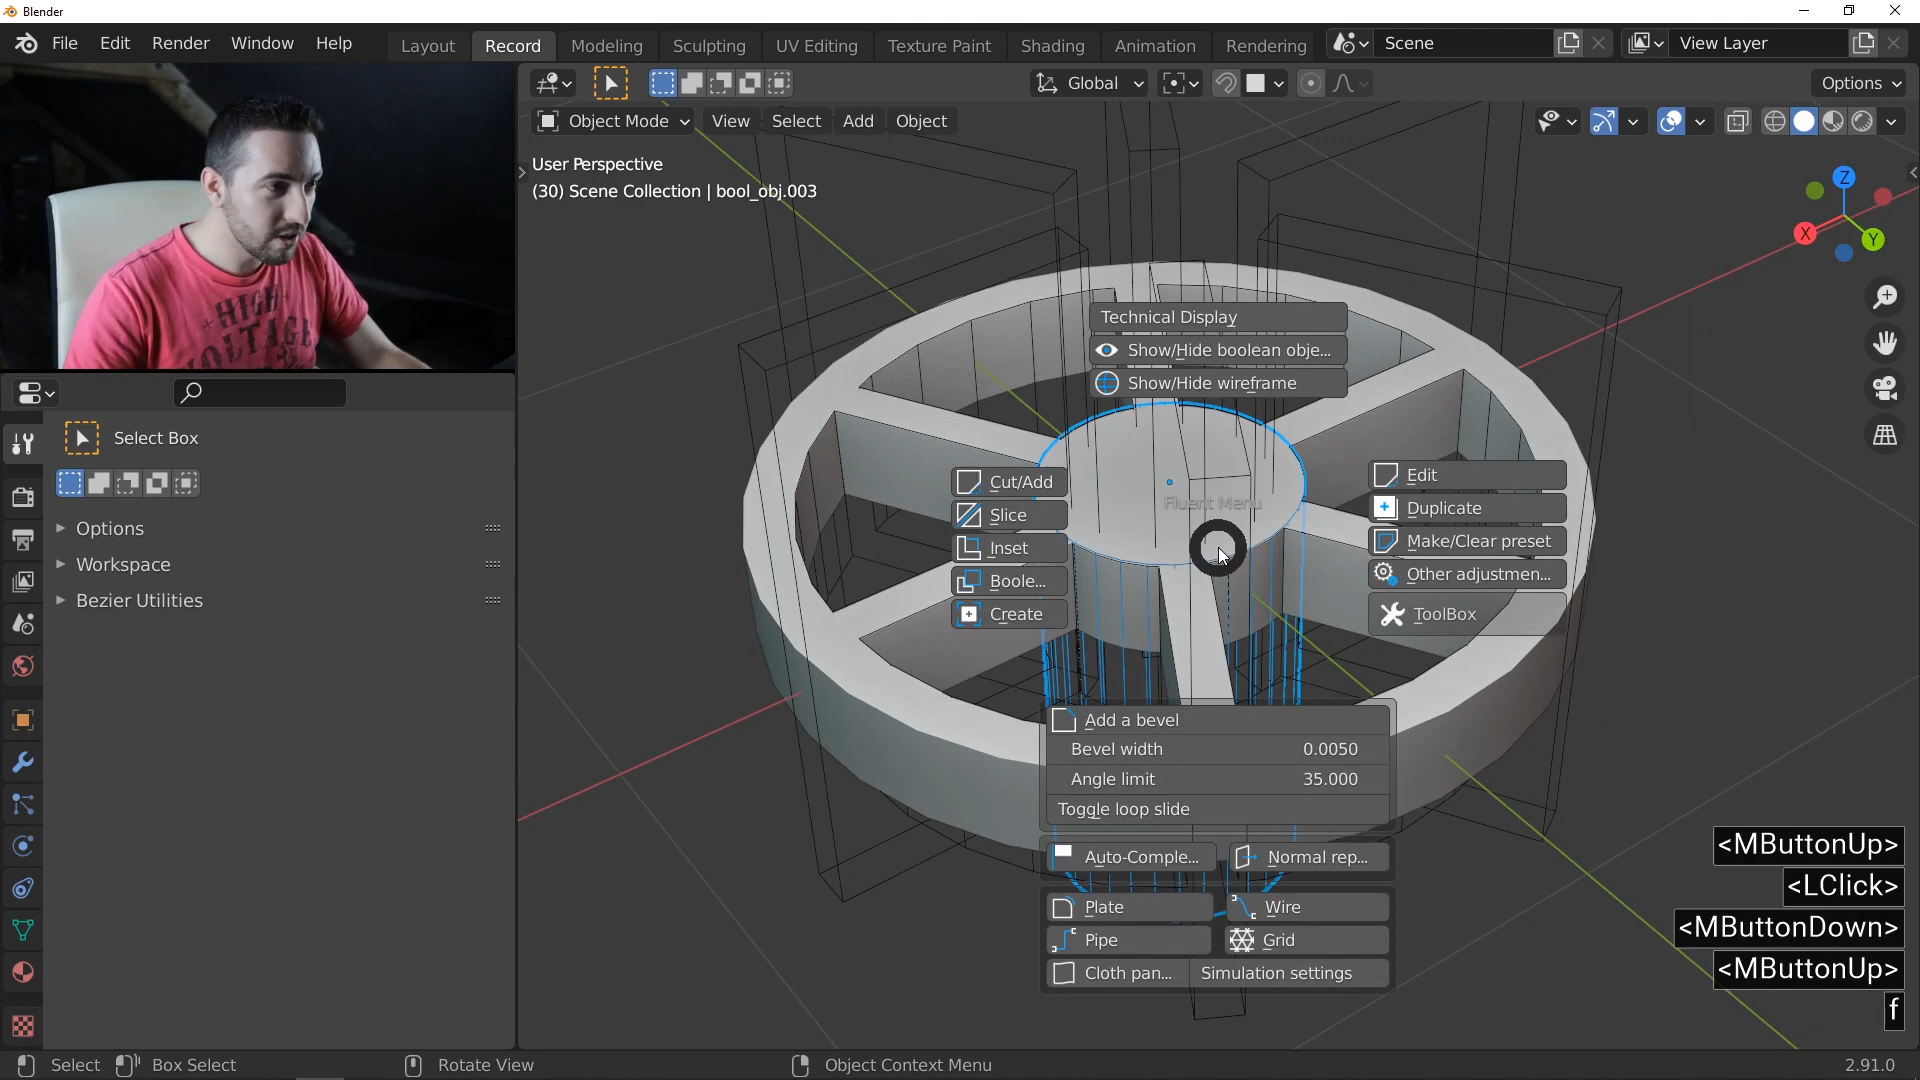 Blender
File Edit Render Window Help
Layout Record Modeling Sculpting UV Editing Texture Paint Shading Animation Rendering
Scene
View Layer
Global
Options
Object Mode View Select Add Object
User Perspective
(30) Scene Collection | bool_obj.003
Z
X
Y
HIGH
VOLTAGE
Select Box
Options
Workspace
Bezier Utilities
Technical Display
Show/Hide boolean obje...
Show/Hide wireframe
Cut/Add
Slice
Inset
Boole...
Create
Fluent Menu
Edit
Duplicate
Make/Clear preset
Other adjustmen...
ToolBox
Add a bevel
Bevel width 0.0050
Angle limit 35.000
Toggle loop slide
Auto-Comple... Normal rep...
Plate Wire
Pipe Grid
Cloth pan... Simulation settings
<MButtonUp>
<LClick>
<MButtonDown>
<MButtonUp>
f
Select Box Select Rotate View Object Context Menu 2.91.0